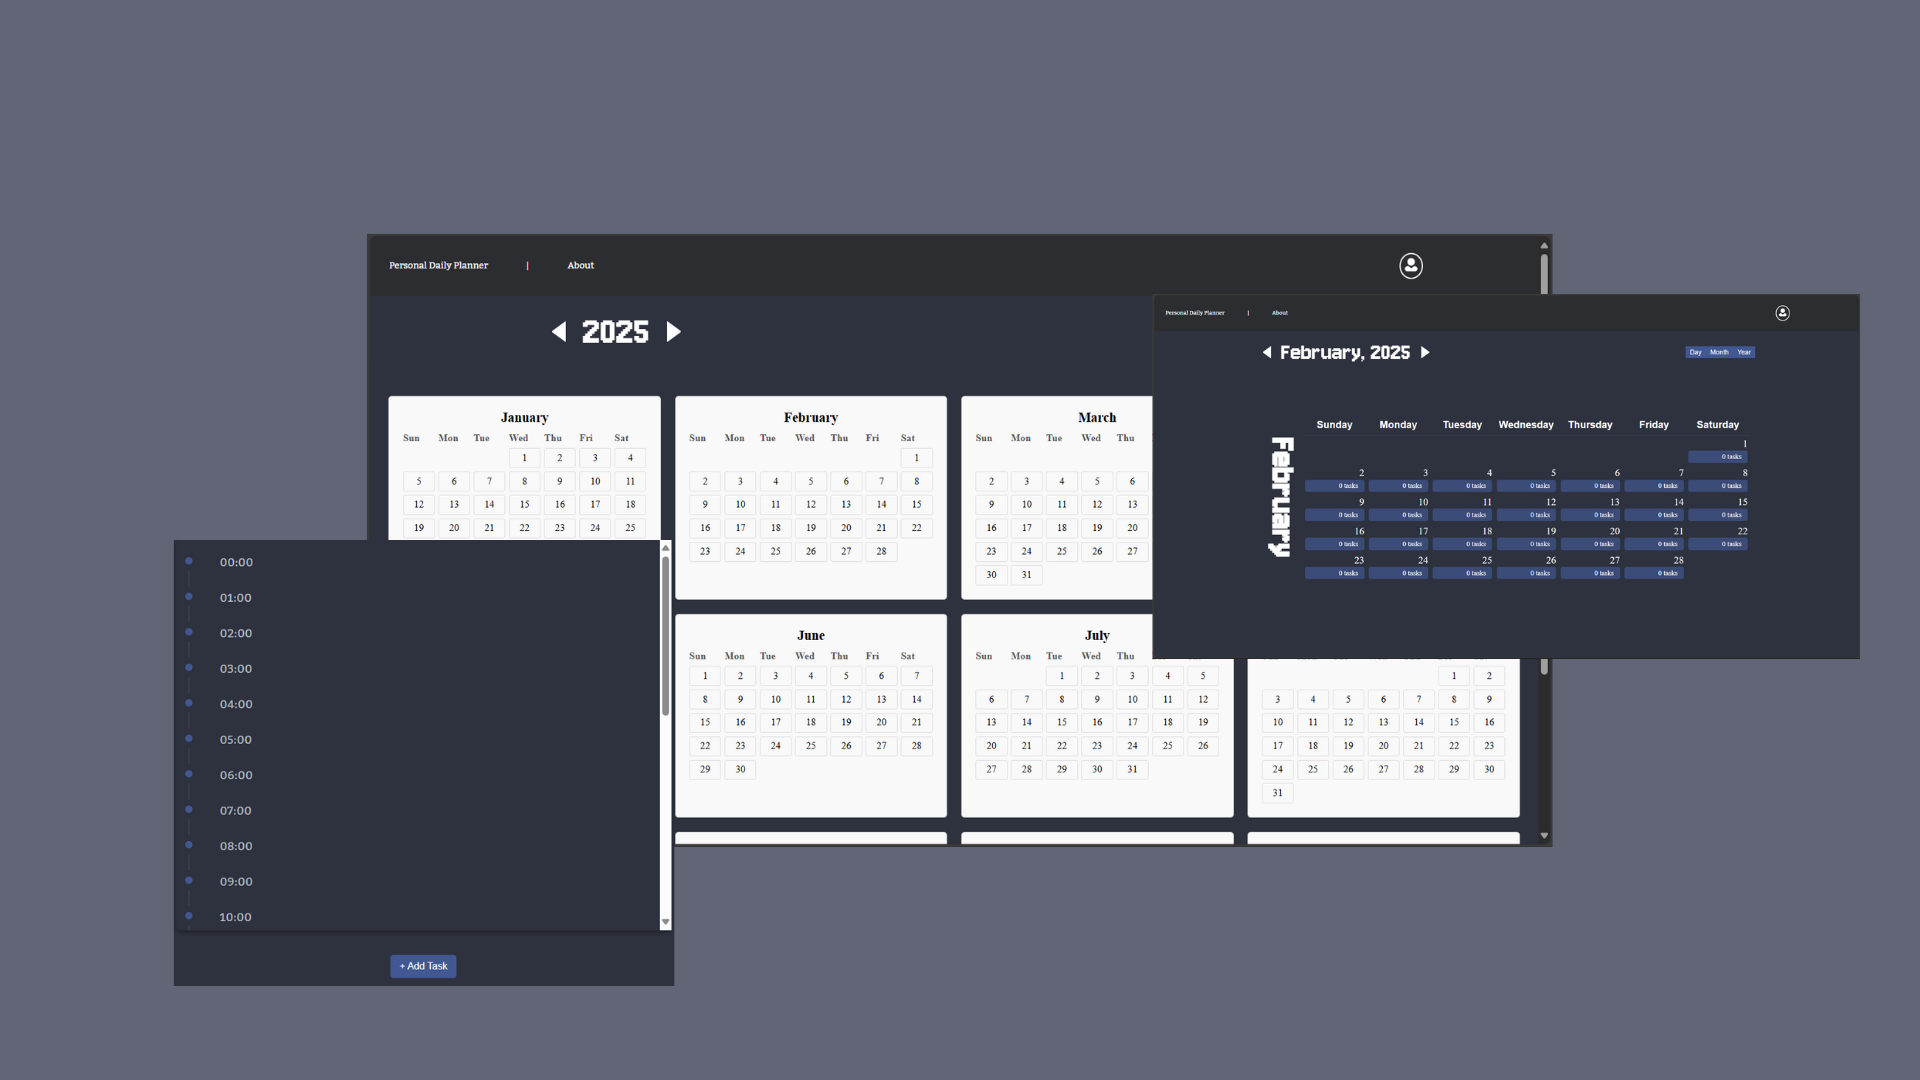 Personal Daily Planner | About
2025
January
Sun Mon Tue Wed Thu Fri Sat
1 2 3 4
5 6 7 8 9 10 11
12 13 14 15 16 17 18
19 20 21 22 23 24 25
February
Sun Mon Tue Wed Thu Fri Sat
1
2 3 4 5 6 7 8
9 10 11 12 13 14 15
16 17 18 19 20 21 22
23 24 25 26 27 28
March
Sun Mon Tue Wed Thu
2 3 4 5 6
9 10 11 12 13
16 17 18 19 20
23 24 25 26 27
30 31
June
Sun Mon Tue Wed Thu Fri Sat
1 2 3 4 5 6 7
8 9 10 11 12 13 14
15 16 17 18 19 20 21
22 23 24 25 26 27 28
29 30
July
Sun Mon Tue Wed Thu
1 2 3 4 5
6 7 8 9 10 11 12
13 14 15 16 17 18 19
20 21 22 23 24 25 26
27 28 29 30 31
1 2
3 4 5 6 7 8 9
10 11 12 13 14 15 16
17 18 19 20 21 22 23
24 25 26 27 28 29 30
31
Personal Daily Planner | About
February, 2025
Day Month Year
February
Sunday Monday Tuesday Wednesday Thursday Friday Saturday
1
0 tasks
2 3 4 5 6 7 8
0 tasks 0 tasks 0 tasks 0 tasks 0 tasks 0 tasks 0 tasks
9 10 11 12 13 14 15
0 tasks 0 tasks 0 tasks 0 tasks 0 tasks 0 tasks 0 tasks
16 17 18 19 20 21 22
0 tasks 0 tasks 0 tasks 0 tasks 0 tasks 0 tasks 0 tasks
23 24 25 26 27 28
0 tasks 0 tasks 0 tasks 0 tasks 0 tasks 0 tasks
00:00
01:00
02:00
03:00
04:00
05:00
06:00
07:00
08:00
09:00
10:00
+ Add Task